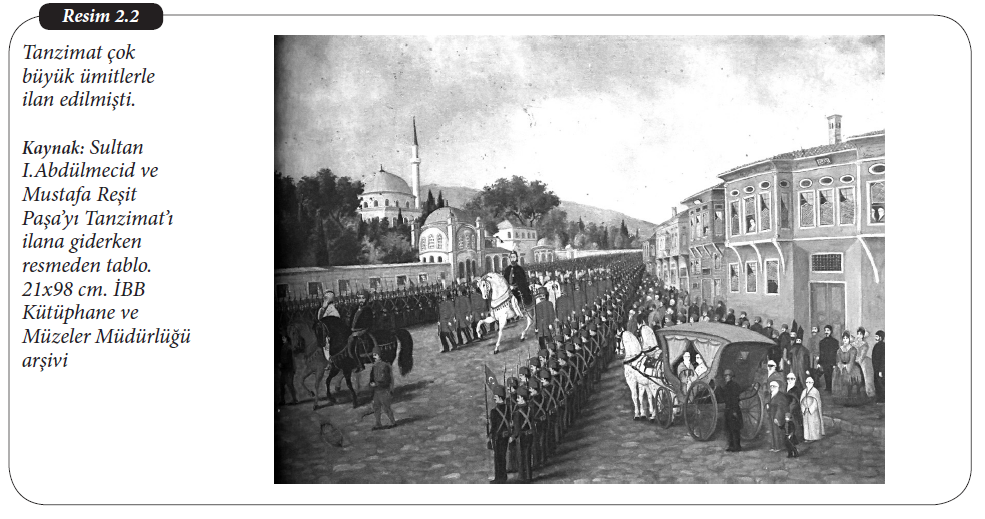 Resim 2.2
Tanzimat çok
büyük ümitlerle
ilan edilmişti.
Kaynak: Sultan
I.Abdülmecid ve
Mustafa Reşit
Paşa’yı Tanzimat’ı
ilana giderken
resmeden tablo.
21x98 cm. İBB
Kütüphane ve
Müzeler Müdürlüğü
arşivi